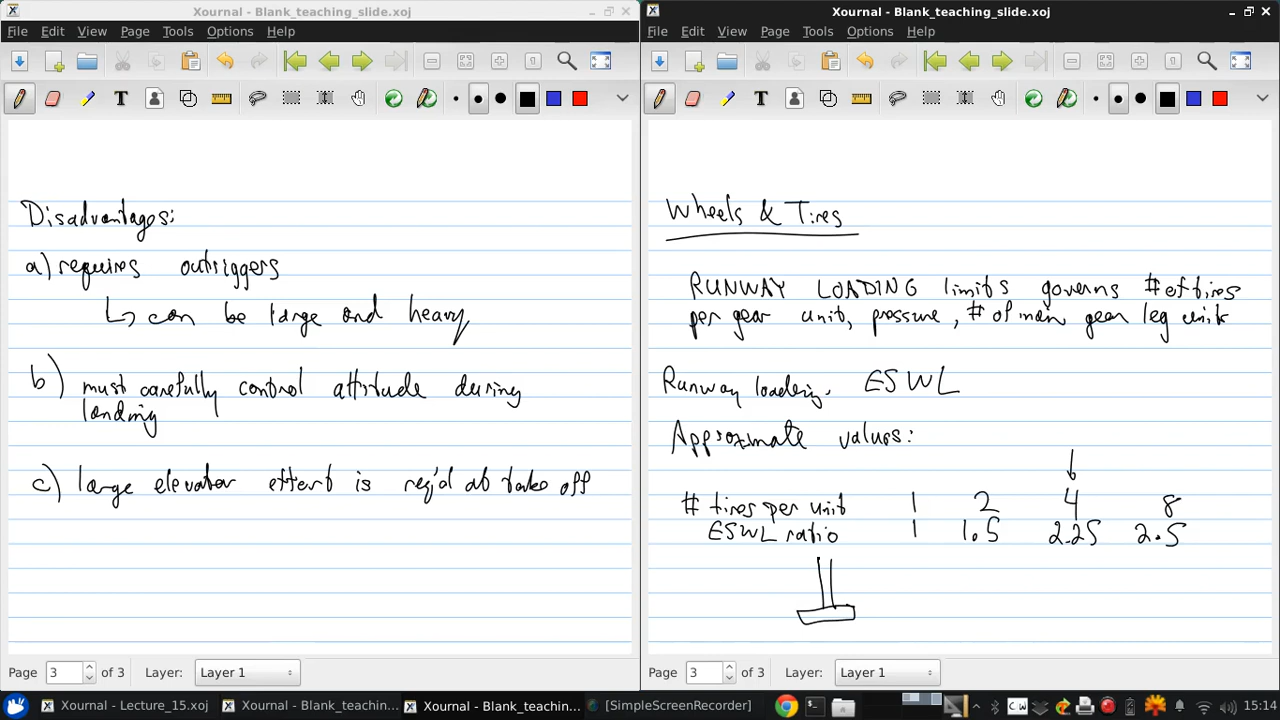 Xournal - Blank_teaching_slide.xoj
File Edit View Page Tools Options Help
Disadvantages:
a) requires outriggers
↳ can be large and heavy
b) must carefully control attitude during
landing
c) large elevator effort is req'd at take off
Page 3 of 3 Layer: Layer 1
Xournal - Blank_teaching_slide.xoj
File Edit View Page Tools Options Help
Wheels & Tires
RUNWAY LOADING limits governs # of tires
per gear unit, pressure, # of main gear leg units
Runway loading. ESWL
Approximate values:
# tires per unit 1 2 4 8
ESWL ratio 1 1.5 2.25 2.5
Page 3 of 3 Layer: Layer 1
Xournal - Lecture_15.xoj Xournal - Blank_teachin... Xournal - Blank_teachin... [SimpleScreenRecorder] 15:14